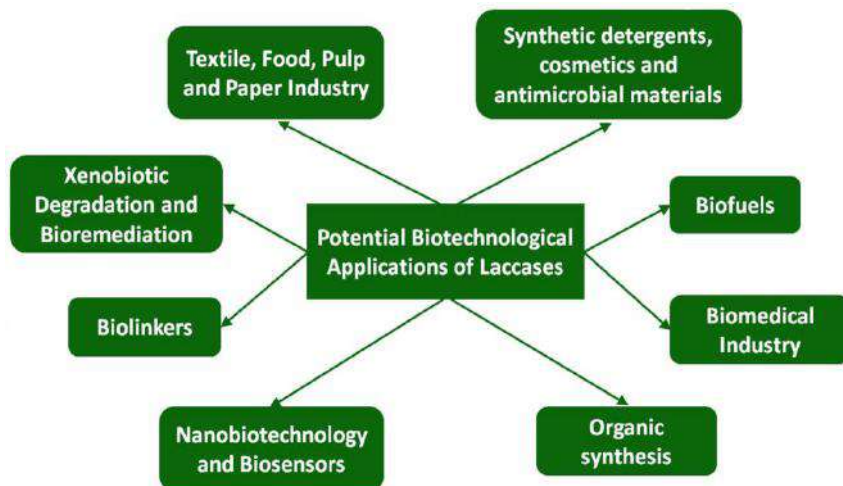 Textile, Food, Pulp
and Paper Industry
Synthetic detergents,
cosmetics and
antimicrobial materials
Xenobiotic
Degradation and
Bioremediation
Potential Biotechnological
Applications of Laccases
Biofuels
Biolinkers
Biomedical
Industry
Nanobiotechnology
and Biosensors
Organic
synthesis